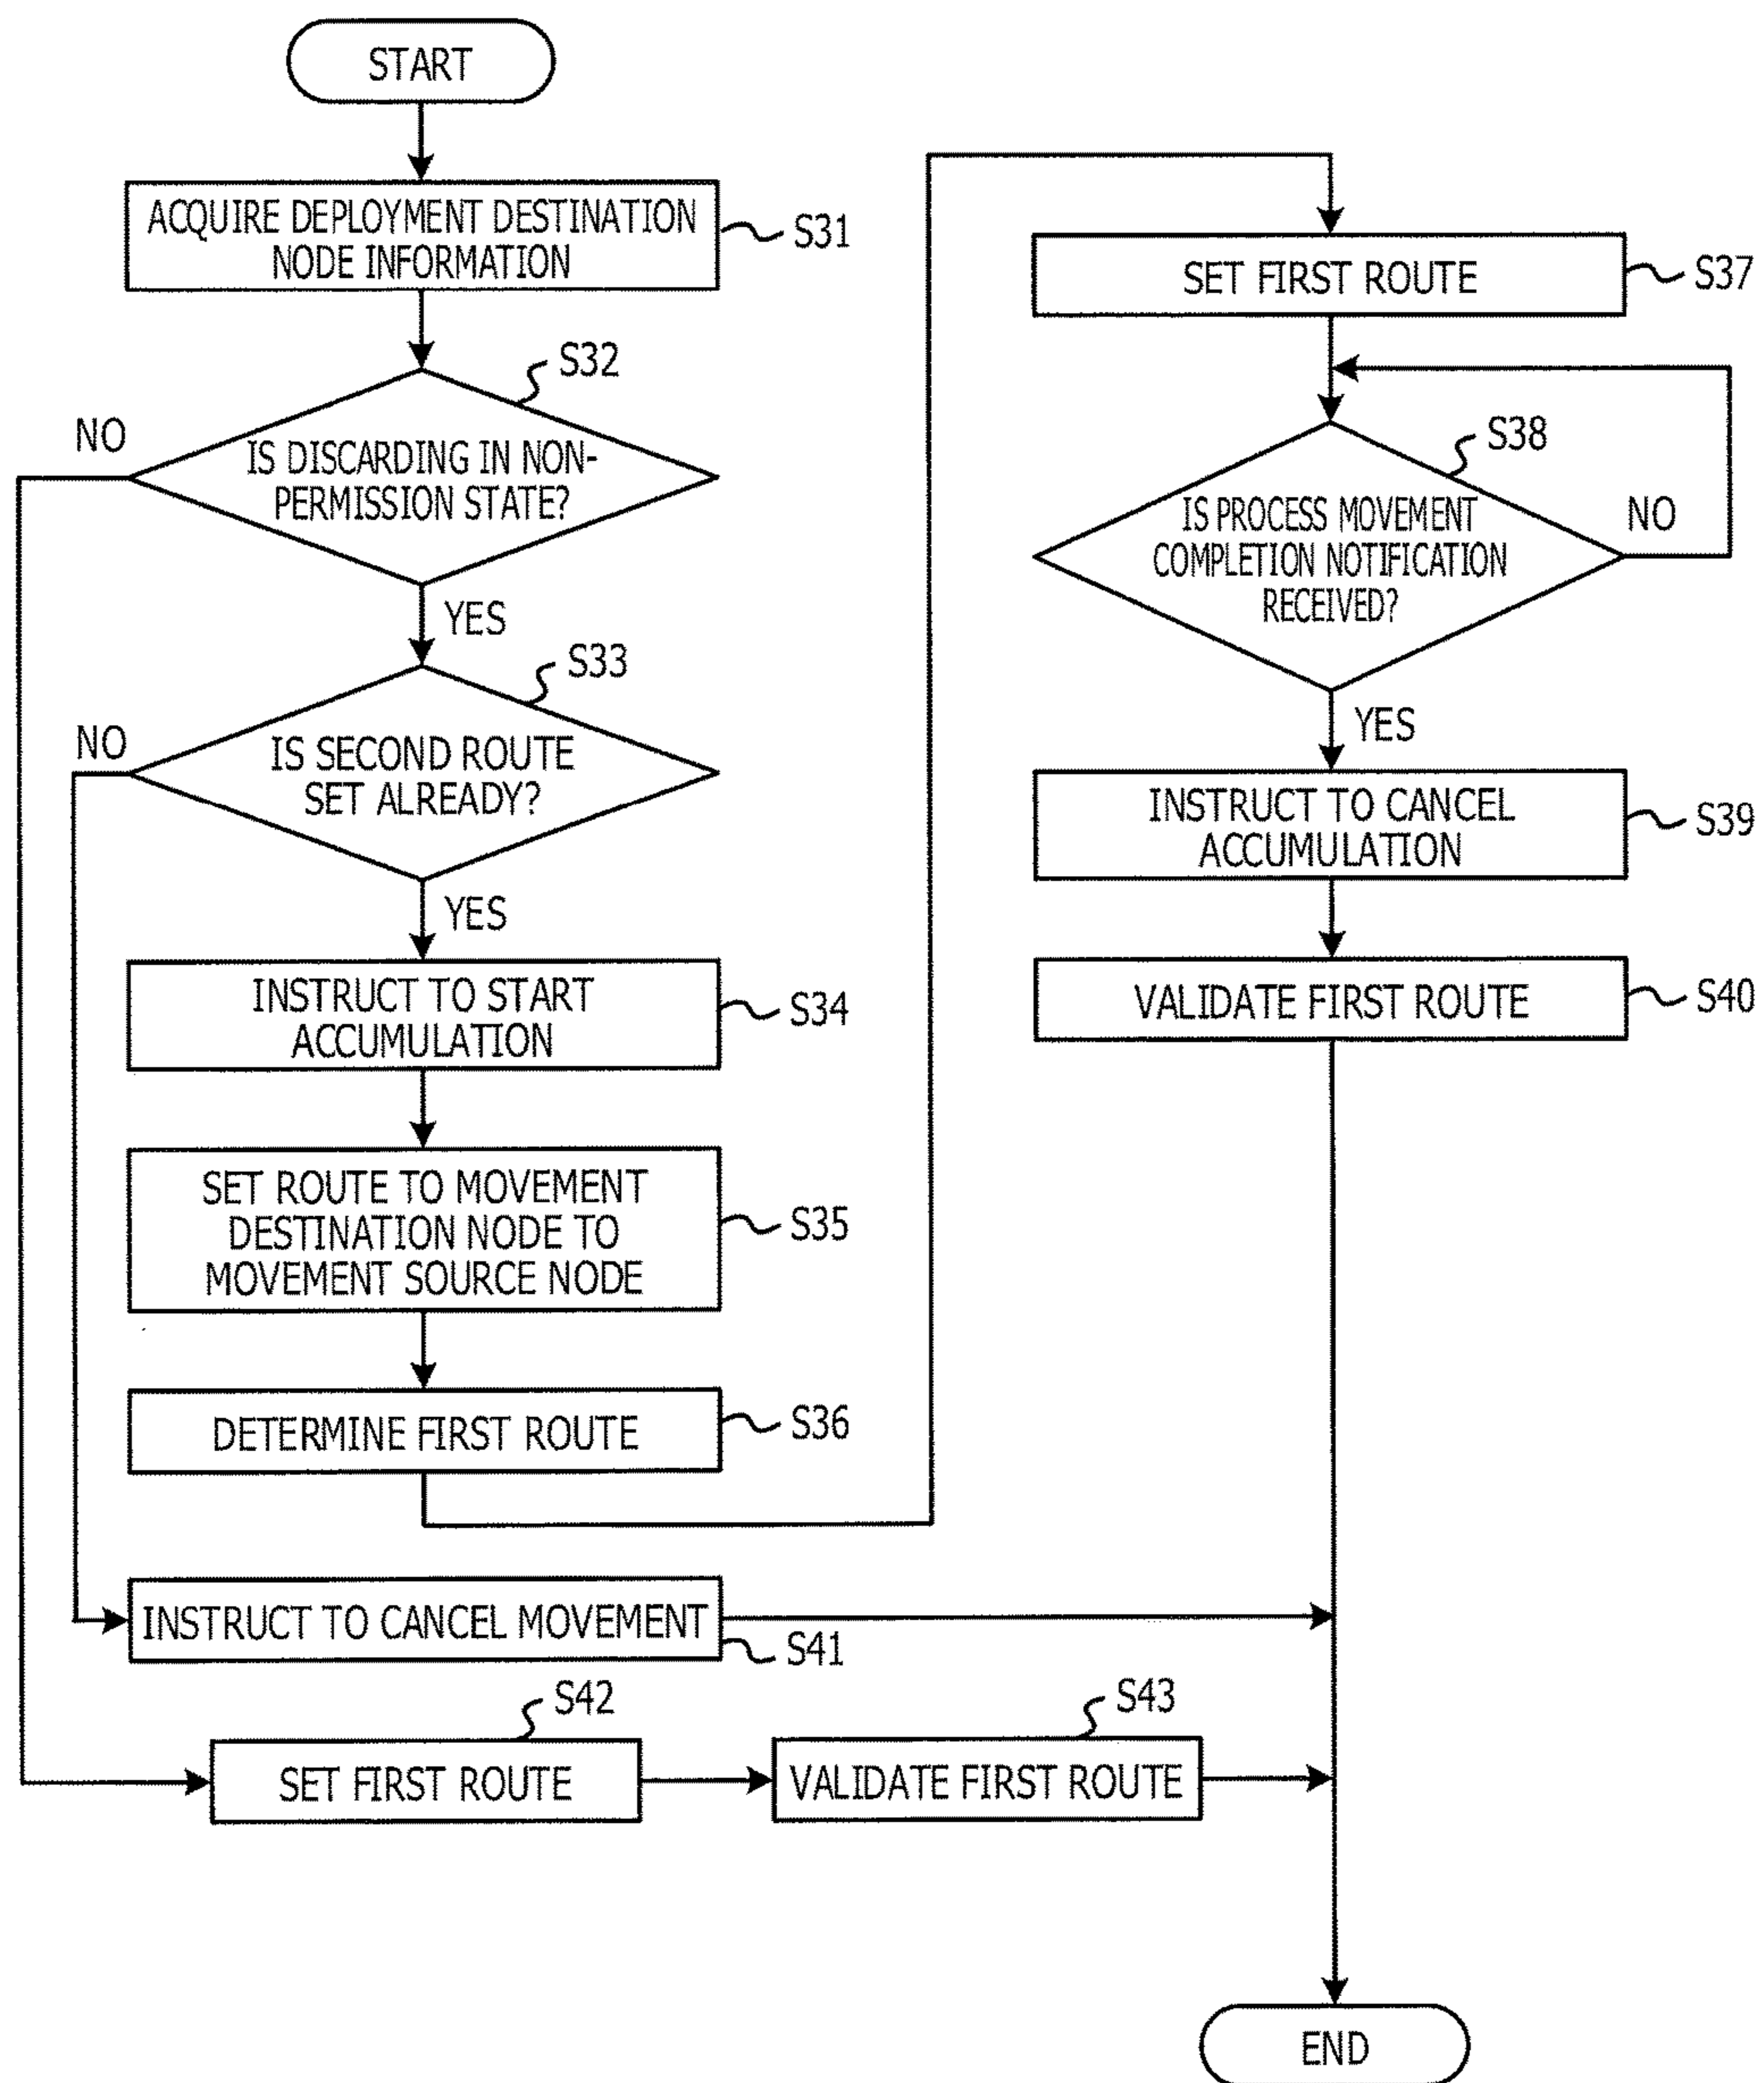 START
ACQUIRE DEPLOYMENT DESTINATION
NODE INFORMATION
S31
S32
NO
IS DISCARDING IN NON-
PERMISSION STATE?
YES
S33
NO
IS SECOND ROUTE
SET ALREADY?
YES
INSTRUCT TO START
ACCUMULATION
S34
SET ROUTE TO MOVEMENT
DESTINATION NODE TO
MOVEMENT SOURCE NODE
S35
DETERMINE FIRST ROUTE
S36
SET FIRST ROUTE
S37
S38
IS PROCESS MOVEMENT
COMPLETION NOTIFICATION
RECEIVED?
NO
YES
INSTRUCT TO CANCEL
ACCUMULATION
S39
VALIDATE FIRST ROUTE
S40
INSTRUCT TO CANCEL MOVEMENT
S41
S42
SET FIRST ROUTE
S43
VALIDATE FIRST ROUTE
END